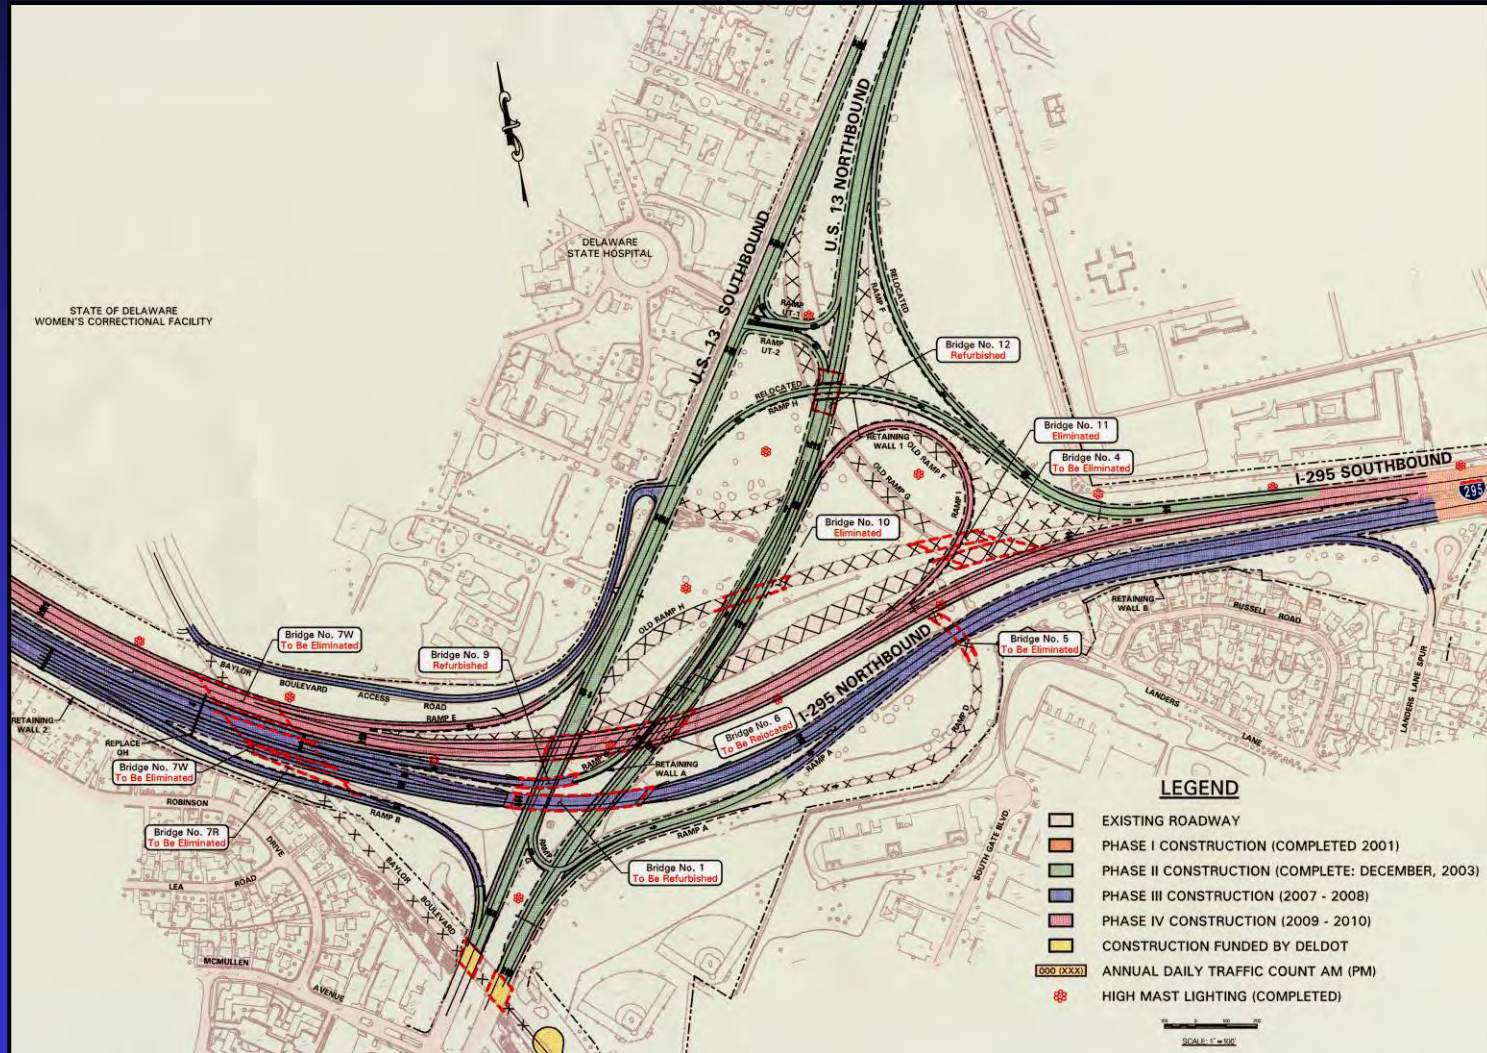 U.S. 13 NORTHBOUND
U.S. 13 SOUTHBOUND
DELAWARE
STATE HOSPITAL
STATE OF DELAWARE
WOMEN'S CORRECTIONAL FACILITY
RELOCATED
RAMP F
RAMP
UT-1
RAMP
UT-2
Bridge No. 12
Refurbished
RELOCATED
RAMP H
Bridge No. 11
Eliminated
RETAINING
WALL 1
OLD RAMP F
OLD RAMP G
Bridge No. 4
To Be Eliminated
I-295 SOUTHBOUND
295
RAMP I
Bridge No. 10
Eliminated
OLD RAMP H
RETAINING
WALL B
RUSSELL ROAD
Bridge No. 7W
To Be Eliminated
Bridge No. 9
Refurbished
Bridge No. 5
To Be Eliminated
I-295 NORTHBOUND
BAYLOR
BOULEVARD
ACCESS
ROAD
RAMP E
LANDERS
LANE
LANDERS LANE SPUR
RAMP D
RETAINING
WALL 2
REPLACE
OH
Bridge No. 6
To Be Relocated
Bridge No. 7W
To Be Eliminated
RETAINING
WALL A
RAMP A
ROBINSON
DRIVE
RAMP B
Bridge No. 7R
To Be Eliminated
RAMP A
RAMP
G
BAYLOR
BOULEVARD
Bridge No. 1
To Be Refurbished
LEA
ROAD
SOUTH GATE BLVD.
MCMULLEN
AVENUE
LEGEND
EXISTING ROADWAY
PHASE I CONSTRUCTION (COMPLETED 2001)
PHASE II CONSTRUCTION (COMPLETE: DECEMBER, 2003)
PHASE III CONSTRUCTION (2007 - 2008)
PHASE IV CONSTRUCTION (2009 - 2010)
CONSTRUCTION FUNDED BY DELDOT
000 (XXX) ANNUAL DAILY TRAFFIC COUNT AM (PM)
HIGH MAST LIGHTING (COMPLETED)
SCALE: 1" = 100'